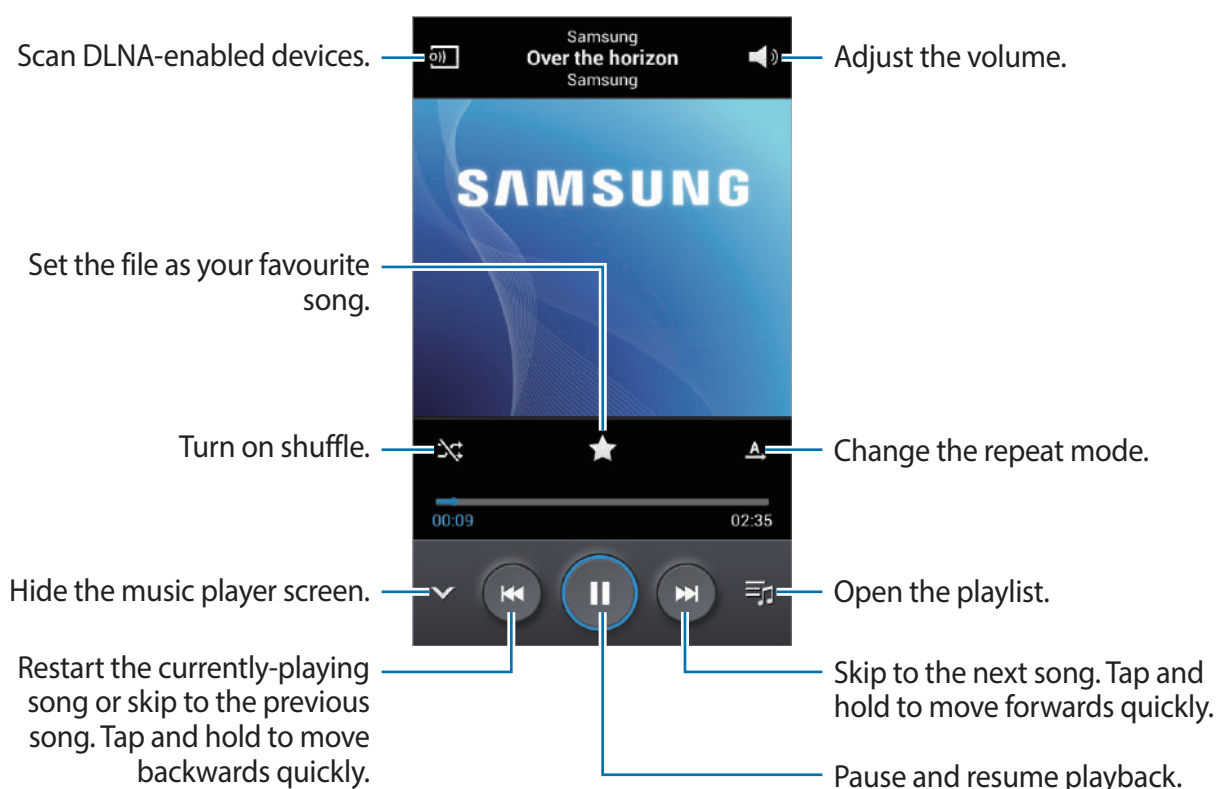 Scan DLNA-enabled devices.
Samsung
Over the horizon
Samsung
Adjust the volume.
SAMSUNG
Set the file as your favourite
song.
Turn on shuffle.
A
Change the repeat mode.
00:09
02:35
Hide the music player screen.
Open the playlist.
Restart the currently-playing
song or skip to the previous
song. Tap and hold to move
backwards quickly.
Skip to the next song. Tap and
hold to move forwards quickly.
Pause and resume playback.